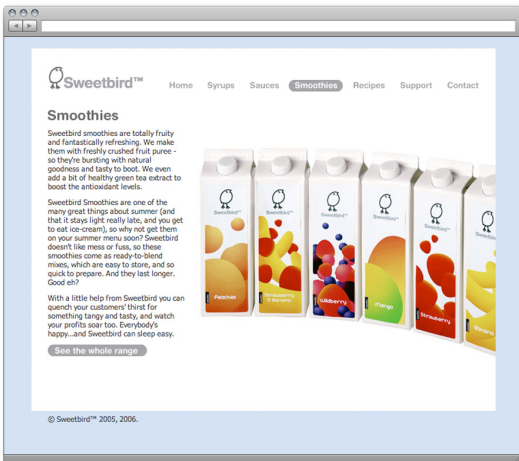 Sweetbird™
Home Syrups Sauces Smoothies Recipes Support Contact
Smoothies
Sweetbird smoothies are totally fruity
and fantastically refreshing. We make
them with freshly crushed fruit puree -
so they're bursting with natural
goodness and tasty to boot. We even
add a bit of healthy green tea extract to
boost the antioxidant levels.
Sweetbird Smoothies are one of the
many great things about summer (and
that it stays light really late, and you get
to eat ice-cream), so why not get them
on your summer menu soon? Sweetbird
doesn't like mess or fuss, so these
smoothies come as ready-to-blend
mixes, which are easy to store, and so
quick to prepare. And they last longer.
Good eh?
With a little help from Sweetbird you can
quench your customers' thirst for
something tangy and tasty, and watch
your profits soar too. Everybody's
happy...and Sweetbird can sleep easy.
See the whole range
Sweetbird™
Sweetbird™
Sweetbird™
Sweetbird™
Sweetbird™
Peaches
Strawberry
& Banana
Wildberry
Mango
Strawberry
© Sweetbird™ 2005, 2006.